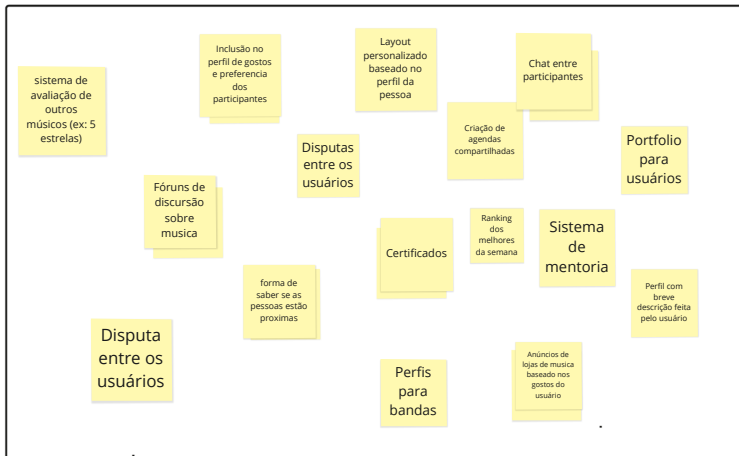 Inclusão no
perfil de gostos
e preferencia
dos
participantes
Layout
personalizado
baseado no
perfil da
pessoa
Chat entre
participantes
sistema de
avaliação de
outros
músicos (ex: 5
estrelas)
Criação de
agendas
compartilhadas
Disputas
entre os
usuários
Portfolio
para
usuários
Fóruns de
discursão
sobre
musica
Certificados
Ranking
dos
melhores
da semana
Sistema
de
mentoria
forma de
saber se as
pessoas estão
proximas
Perfil com
breve
descrição feita
pelo usuário
Disputa
entre os
usuários
Perfis
para
bandas
Anúncios de
lojas de musica
baseado nos
gostos do
usuário